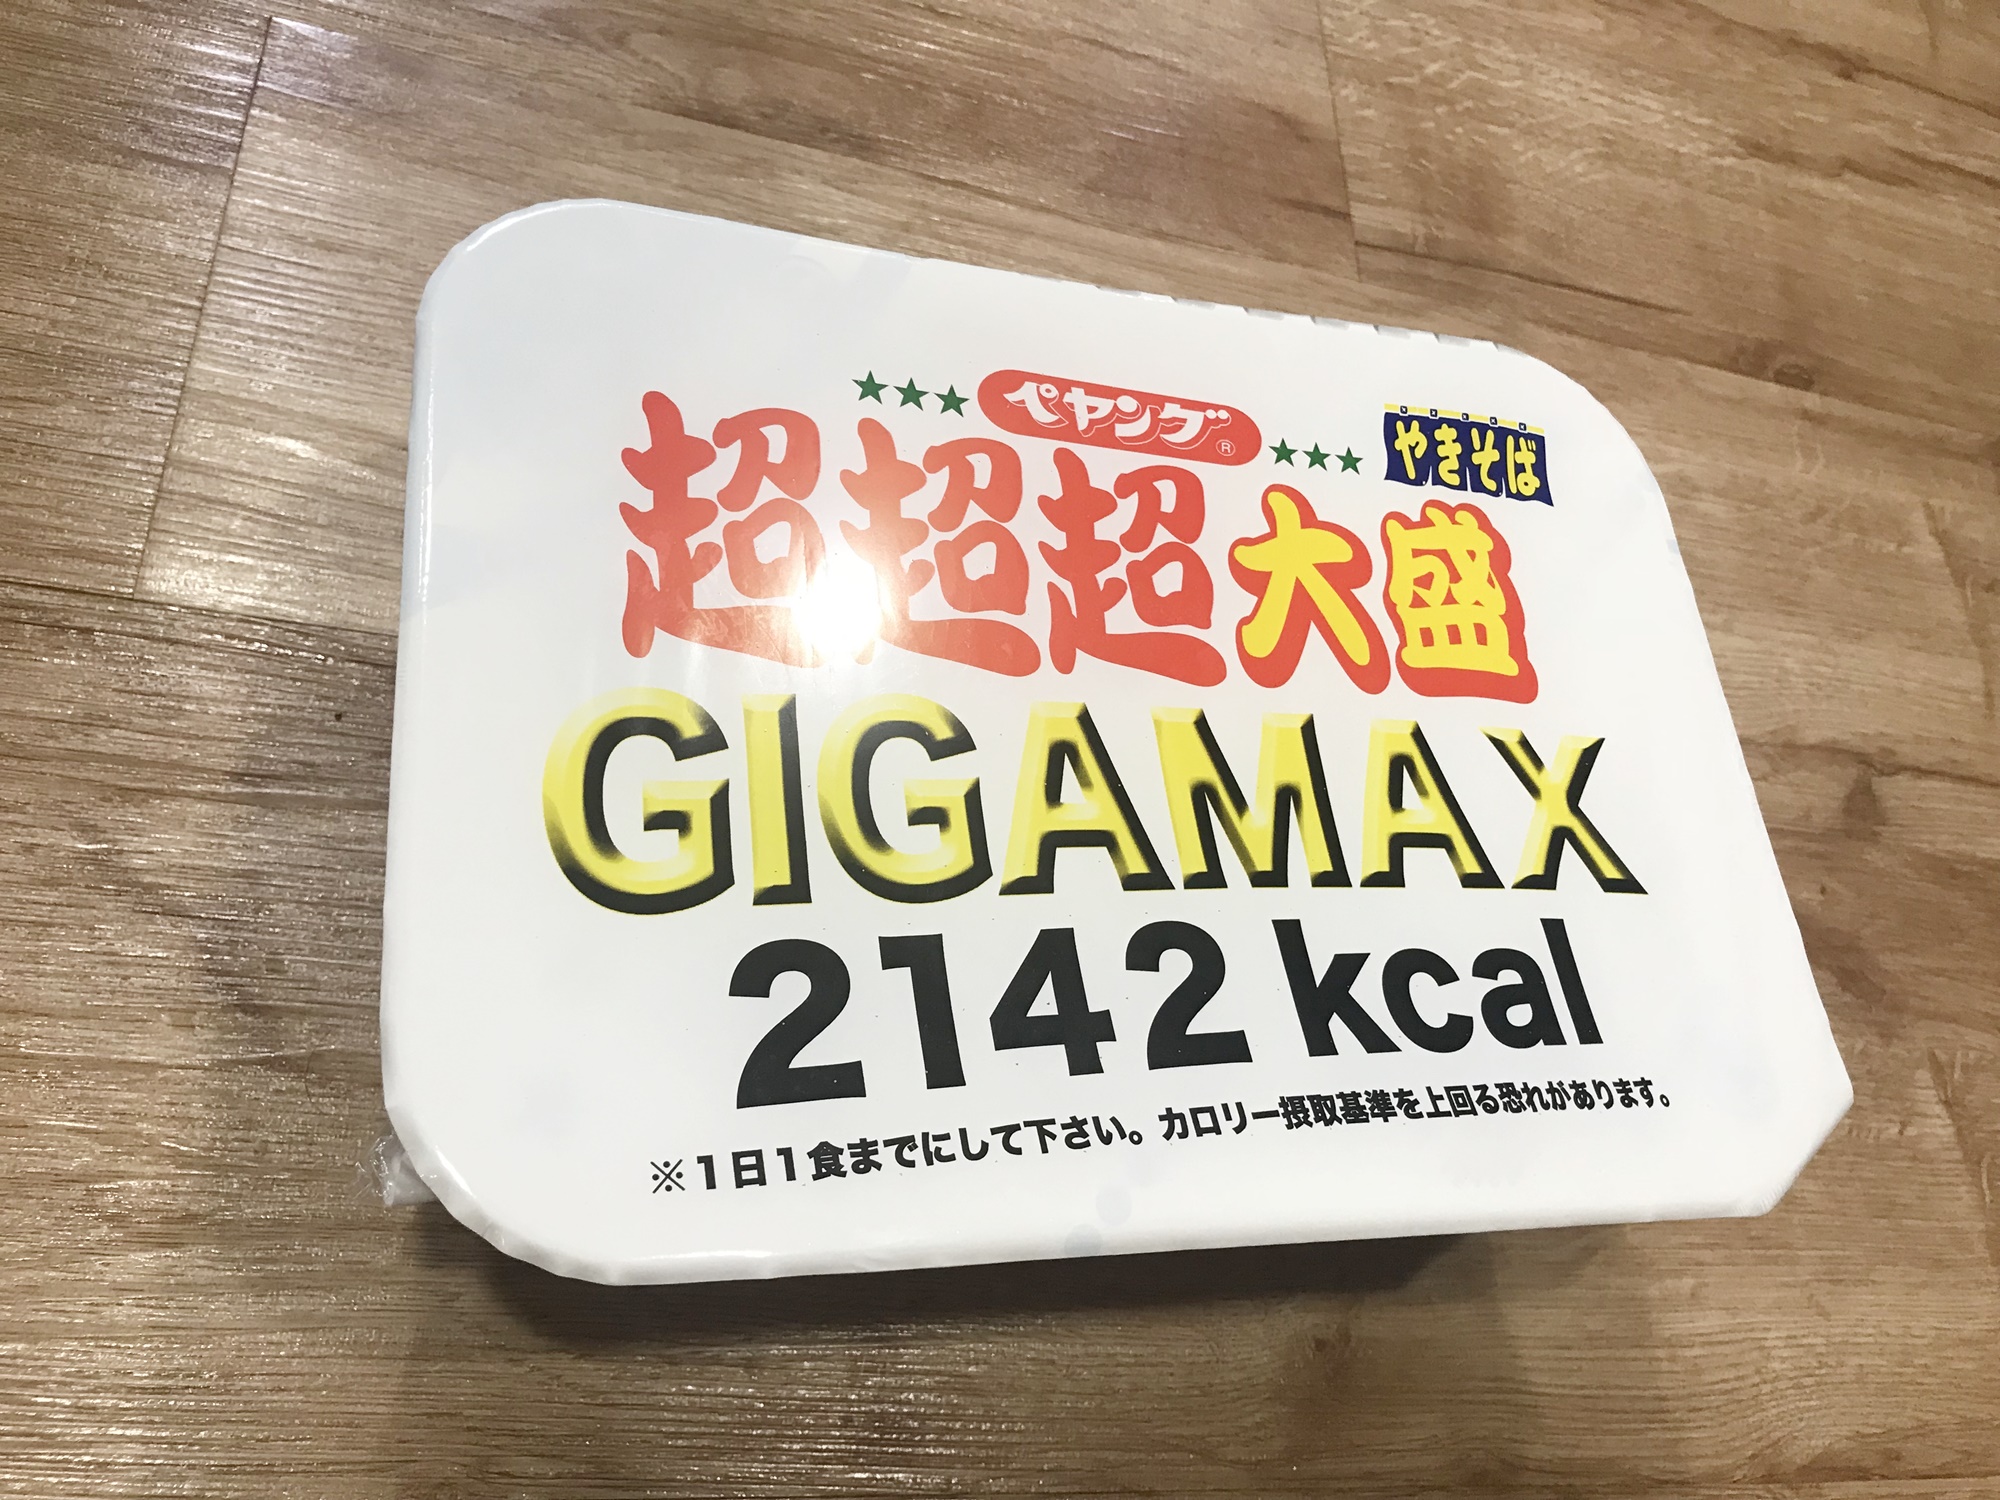 ペヤング®
やきそば
超超超大盛
GIGAMAX
2142kcal
※1日1食までにして下さい。カロリー摂取基準を上回る恐れがあります。